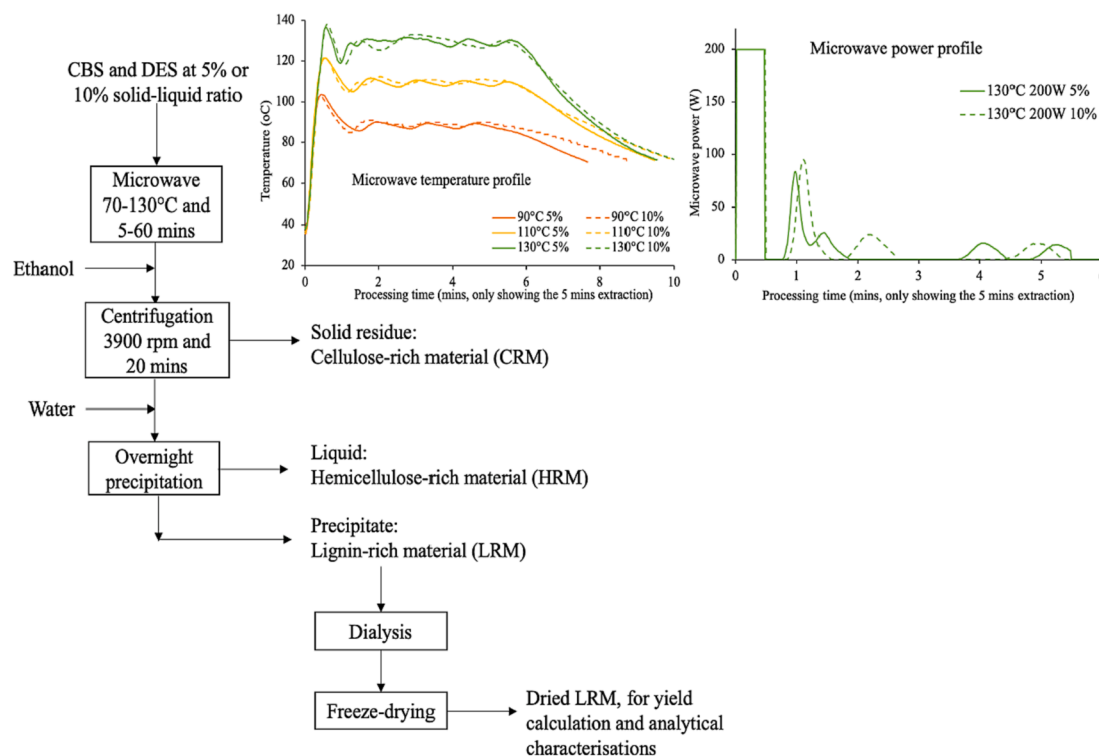 CBS and DES at 5% or
10% solid-liquid ratio
Microwave
70-130°C and
5-60 mins
Ethanol
Centrifugation
3900 rpm and
20 mins
Solid residue:
Cellulose-rich material (CRM)
Water
Overnight
precipitation
Liquid:
Hemicellulose-rich material (HRM)
Precipitate:
Lignin-rich material (LRM)
Dialysis
Freeze-drying
Dried LRM, for yield
calculation and analytical
characterisations
Temperature (oC)
140
120
100
80
60
40
20
Microwave temperature profile
90°C 5%
90°C 10%
110°C 5%
110°C 10%
130°C 5%
130°C 10%
0 2 4 6 8 10
Processing time (mins, only showing the 5 mins extraction)
Microwave power profile
Microwave power (W)
200
150
100
50
0
130°C 200W 5%
130°C 200W 10%
0 1 2 3 4 5
Processing time (mins, only showing the 5 mins extraction)